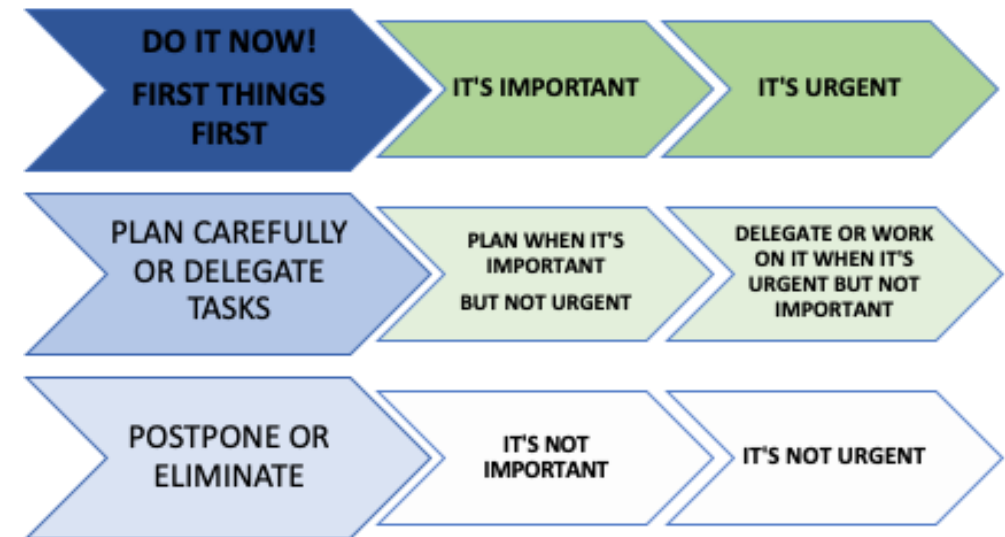 DO IT NOW!
FIRST THINGS
FIRST
IT'S IMPORTANT
IT'S URGENT
PLAN CAREFULLY
OR DELEGATE
TASKS
PLAN WHEN IT'S
IMPORTANT
BUT NOT URGENT
DELEGATE OR WORK
ON IT WHEN IT'S
URGENT BUT NOT
IMPORTANT
POSTPONE OR
ELIMINATE
IT'S NOT
IMPORTANT
IT'S NOT URGENT